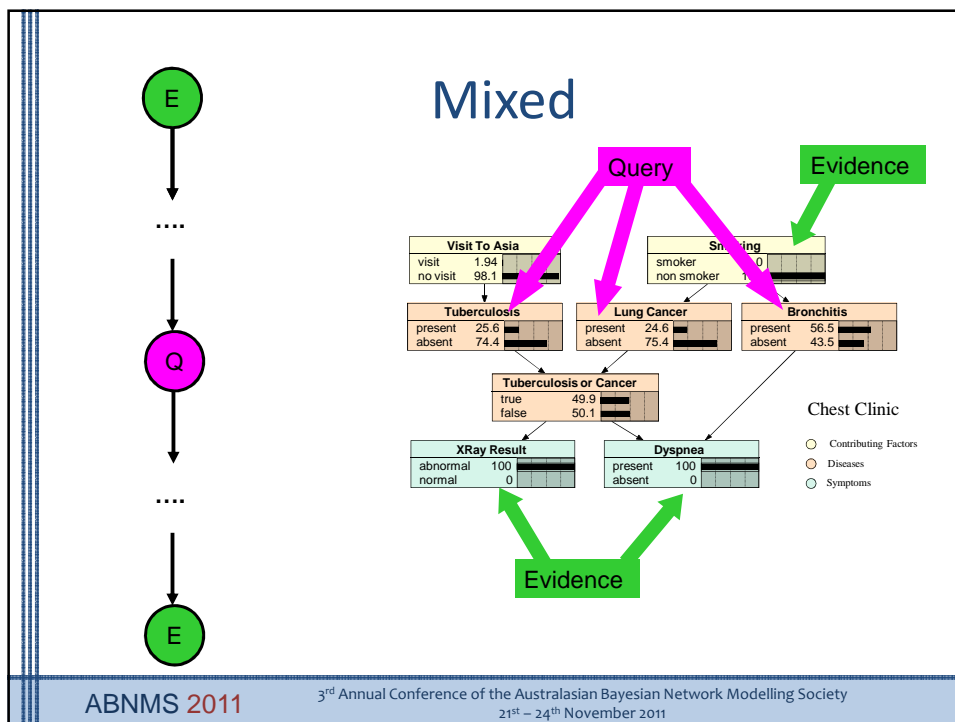 Mixed
E
....
Q
....
E
Query
Evidence
Visit To Asia
visit 1.94
no visit 98.1
smoker 0
non smoker
Tuberculosis
present 25.6
absent 74.4
Lung Cancer
present 24.6
absent 75.4
Bronchitis
present 56.5
absent 43.5
Tuberculosis or Cancer
true 49.9
false 50.1
XRay Result
abnormal 100
normal 0
Dyspnea
present 100
absent 0
Chest Clinic
Contributing Factors
Diseases
Symptoms
Evidence
ABNMS 2011
3rd Annual Conference of the Australasian Bayesian Network Modelling Society
21st – 24th November 2011